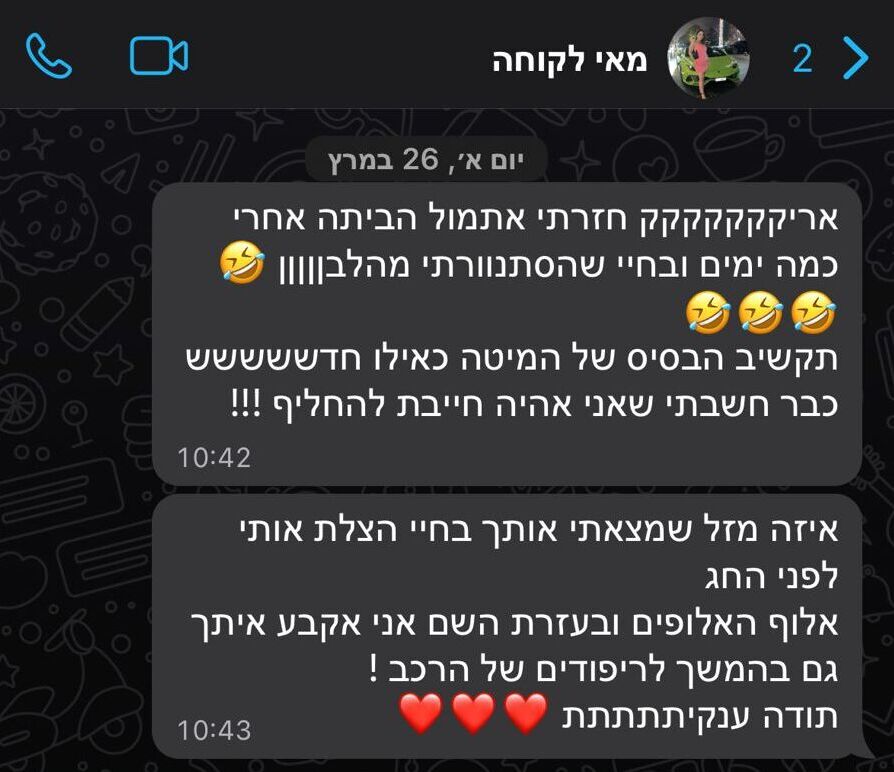 מאי לקוחה
2
יום א׳, 26 במרץ
אריקקקקקקק חזרתי אתמול הביתה אחרי
כמה ימים ובחיי שהסתנוורתי מהלבןןןןן 🤣
🤣🤣🤣
תקשיב הבסיס של המיטה כאילו חדשששששש
כבר חשבתי שאני אהיה חייבת להחליף !!!
10:42
איזה מזל שמצאתי אותך בחיי הצלת אותי
לפני החג
אלוף האלופים ובעזרת השם אני אקבע איתך
גם בהמשך לריפודים של הרכב !
תודה ענקיתתתתת ❤️❤️❤️
10:43